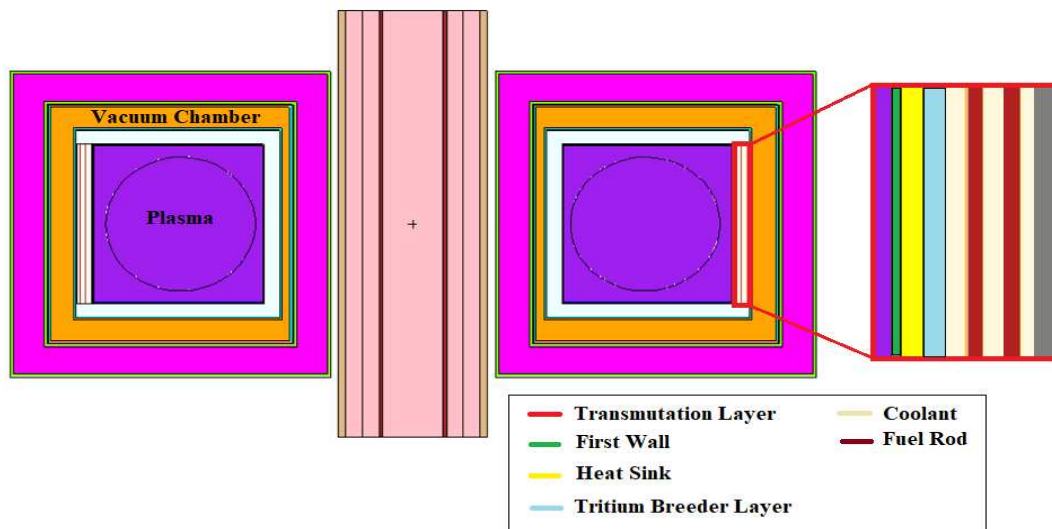 Vacuum Chamber
Plasma
Transmutation Layer
Coolant
First Wall
Fuel Rod
Heat Sink
Tritium Breeder Layer